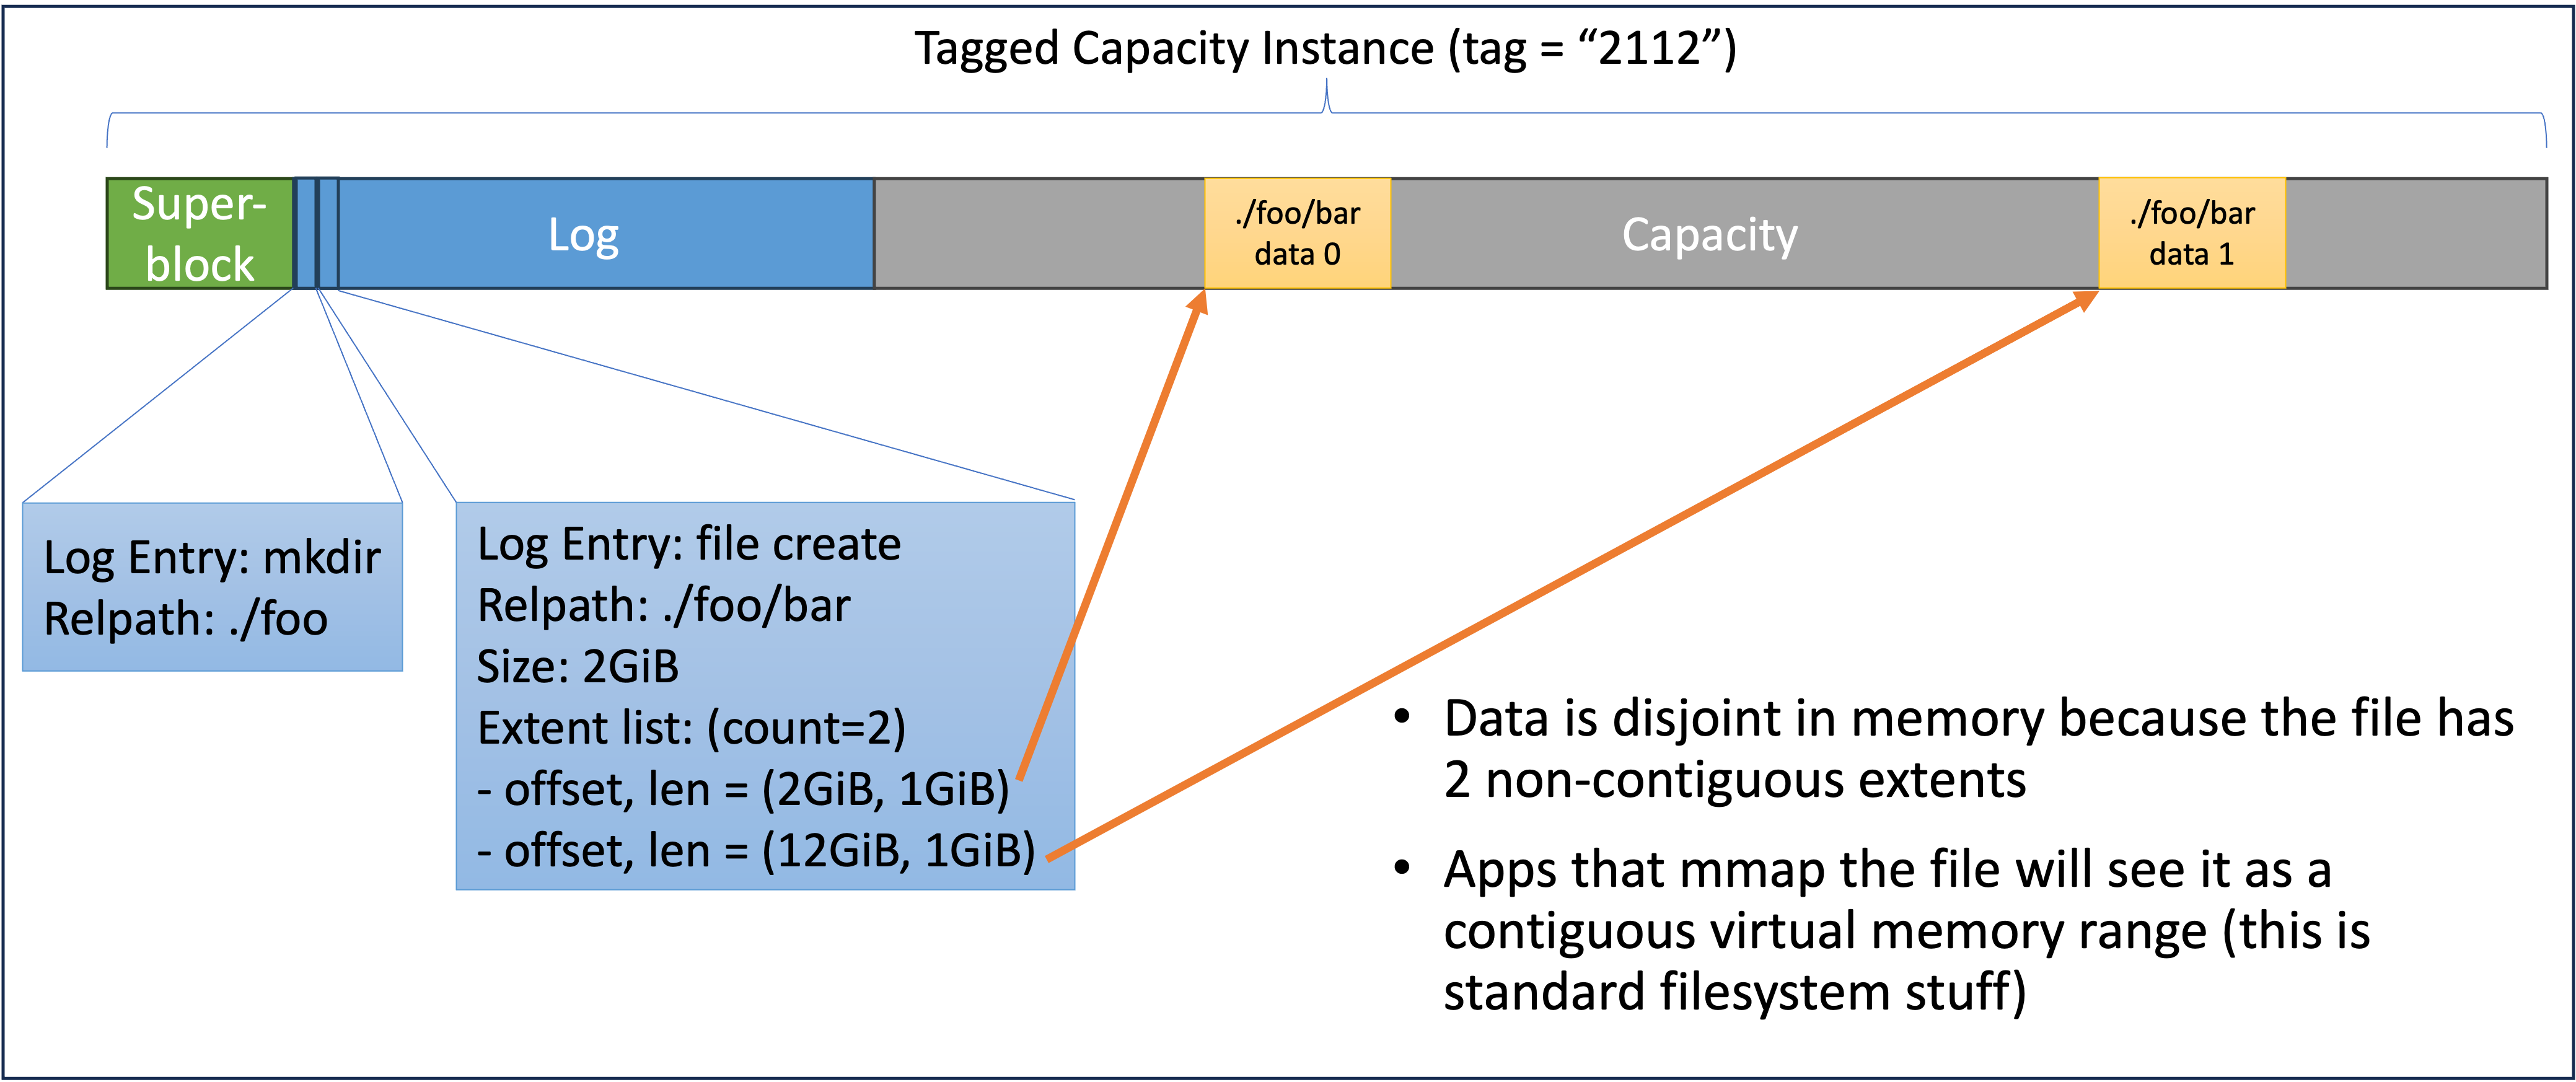 Tagged Capacity Instance (tag = “2112”)
Super-
block
Log
./foo/bar
data 0
Capacity
./foo/bar
data 1
Log Entry: mkdir
Relpath: ./foo
Log Entry: file create
Relpath: ./foo/bar
Size: 2GiB
Extent list: (count=2)
- offset, len = (2GiB, 1GiB)
- offset, len = (12GiB, 1GiB)
• Data is disjoint in memory because the file has
2 non-contiguous extents
• Apps that mmap the file will see it as a
contiguous virtual memory range (this is
standard filesystem stuff)